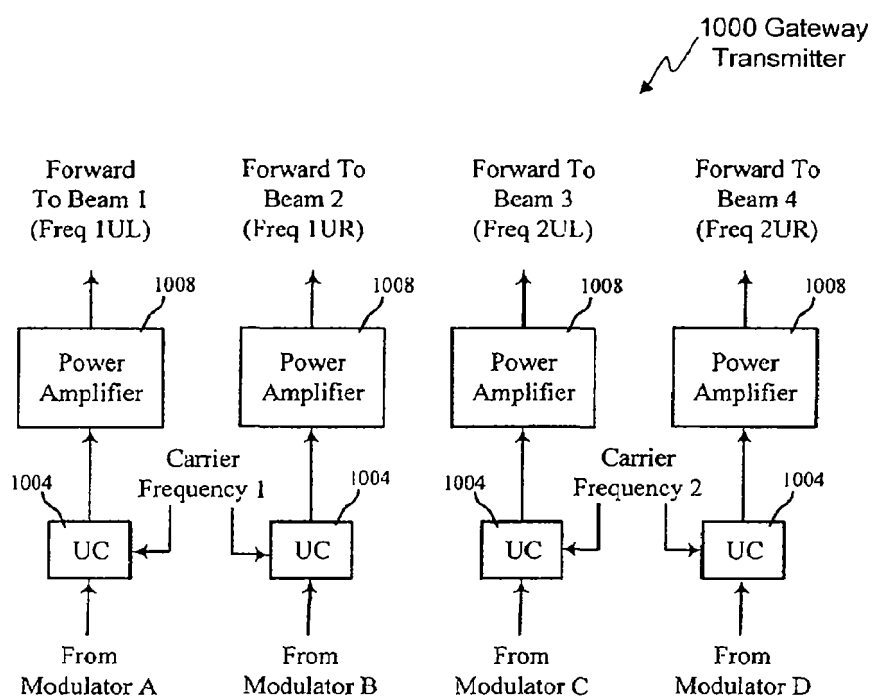 1000 Gateway
Transmitter
Forward
To Beam 1
(Freq 1UL)
Forward To
Beam 2
(Freq 1UR)
Forward To
Beam 3
(Freq 2UL)
Forward To
Beam 4
(Freq 2UR)
1008
1008
1008
1008
Power
Amplifier
Power
Amplifier
Power
Amplifier
Power
Amplifier
Carrier
Frequency 1
Carrier
Frequency 2
1004
1004
1004
1004
UC
UC
UC
UC
From
Modulator A
From
Modulator B
From
Modulator C
From
Modulator D